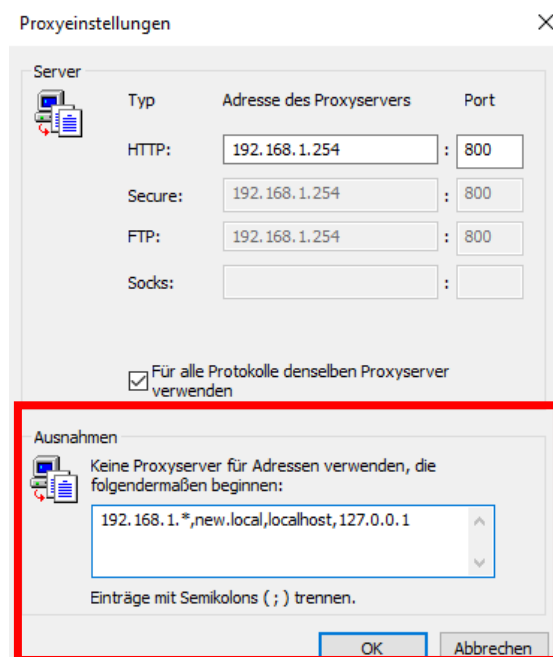 Proxyeinstellungen
Server
Typ Adresse des Proxyservers Port
HTTP: 192.168.1.254 : 800
Secure: 192.168.1.254 : 800
FTP: 192.168.1.254 : 800
Socks: :
Für alle Protokolle denselben Proxyserver
verwenden
Ausnahmen
Keine Proxyserver für Adressen verwenden, die
folgendermaßen beginnen:
192.168.1.*,new.local,localhost,127.0.0.1
Einträge mit Semikolons ( ; ) trennen.
OK Abbrechen